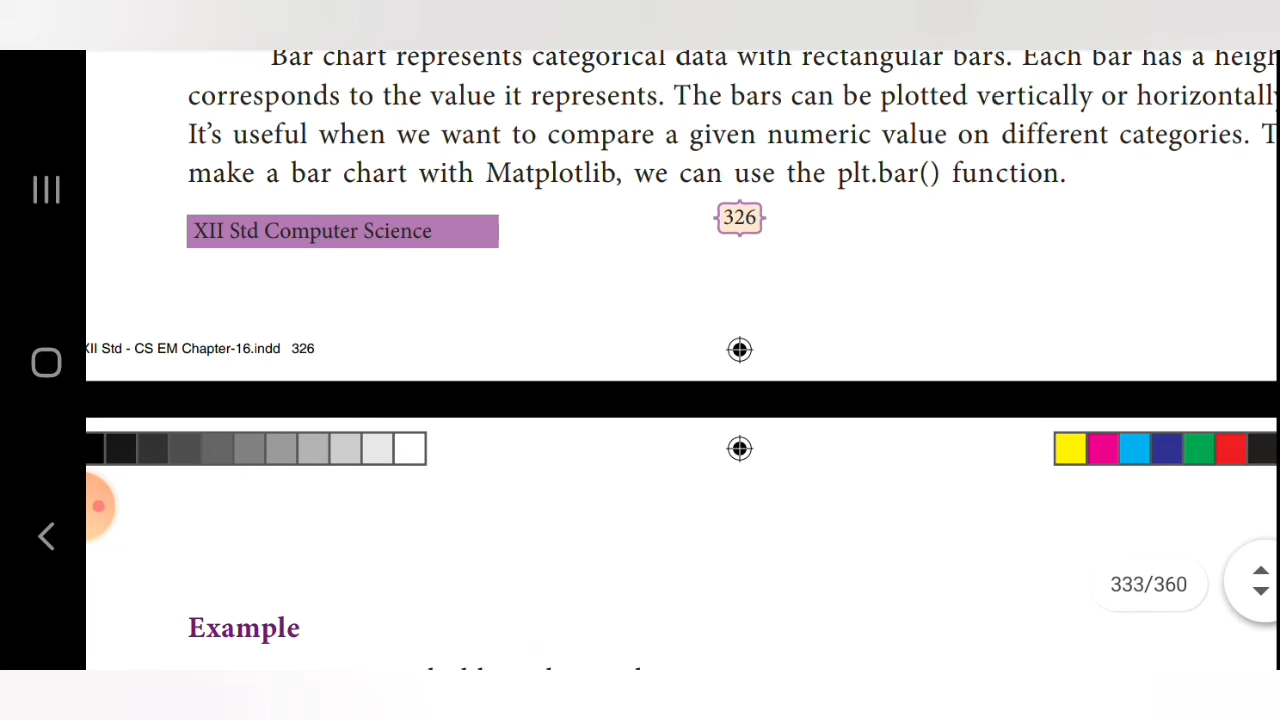 Bar chart represents categorical data with rectangular bars. Each bar has a heigh
corresponds to the value it represents. The bars can be plotted vertically or horizontally
It's useful when we want to compare a given numeric value on different categories. T
make a bar chart with Matplotlib, we can use the plt.bar() function.
XII Std Computer Science
326
XII Std - CS EM Chapter-16.indd 326
333/360
Example